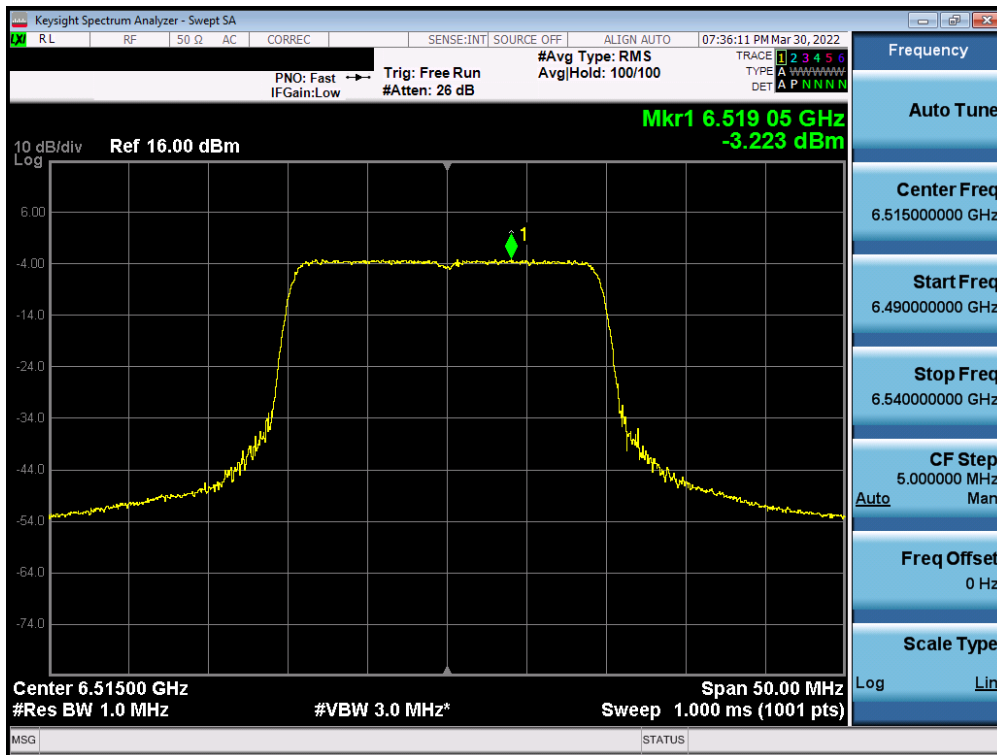 Keysight Spectrum Analyzer - Swept SA
LXI RL RF 50 Ω AC CORREC SENSE:INT SOURCE OFF ALIGN AUTO 07:36:11 PM Mar 30, 2022
PNO: Fast
IFGain:Low
Trig: Free Run
#Atten: 26 dB
#Avg Type: RMS
Avg|Hold: 100/100
TRACE 1 2 3 4 5 6
TYPE A WWWWW
DET A P N N N N
Mkr1 6.519 05 GHz
-3.223 dBm
10 dB/div Ref 16.00 dBm
Log
1
6.00
-4.00
-14.0
-24.0
-34.0
-44.0
-54.0
-64.0
-74.0
Center 6.51500 GHz Span 50.00 MHz
#Res BW 1.0 MHz #VBW 3.0 MHz* Sweep 1.000 ms (1001 pts)
MSG STATUS
Frequency
Auto Tune
Center Freq
6.515000000 GHz
Start Freq
6.490000000 GHz
Stop Freq
6.540000000 GHz
CF Step
5.000000 MHz
Auto Man
Freq Offset
0 Hz
Scale Type
Log Lin